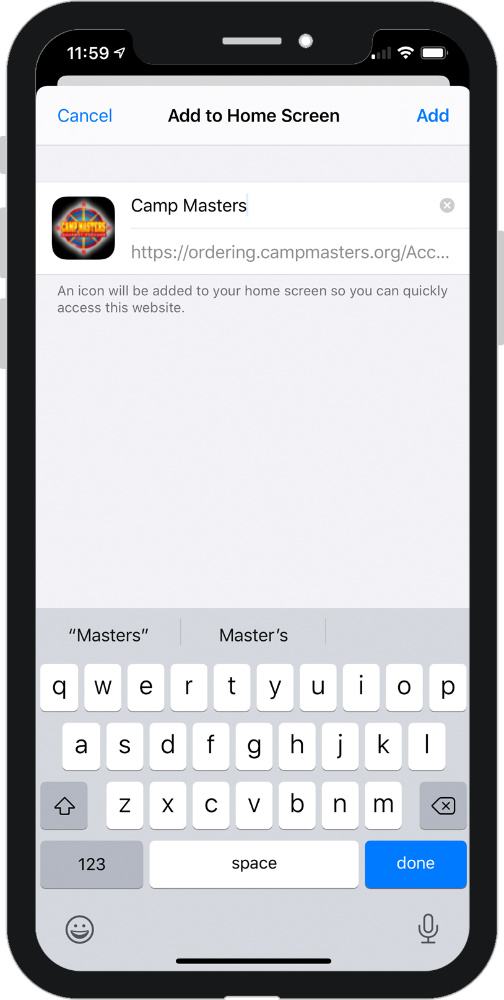 11:59
Cancel Add to Home Screen Add
Camp Masters
CAMP MASTERS
https://ordering.campmasters.org/Acc...
An icon will be added to your home screen so you can quickly
access this website.
“Masters” Master’s
q w e r t y u i o p
a s d f g h j k l
z x c v b n m
123 space done